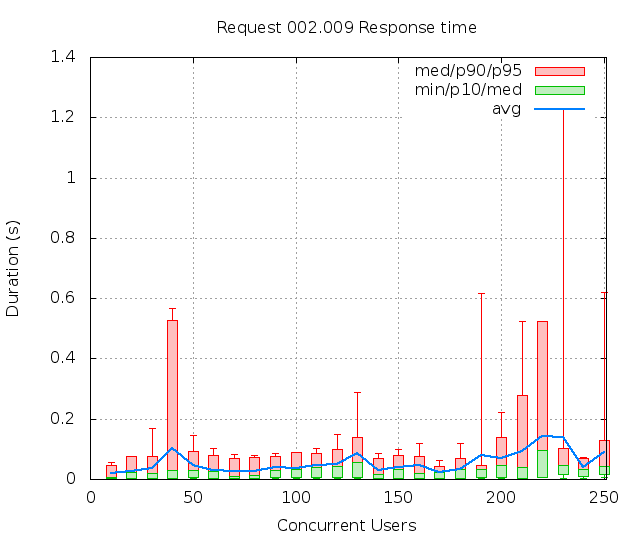 Request 002.009 Response time
med/p90/p95
min/p10/med
avg
1.4
1.2
1
0.8
0.6
0.4
0.2
0
Duration (s)
0 50 100 150 200 250
Concurrent Users